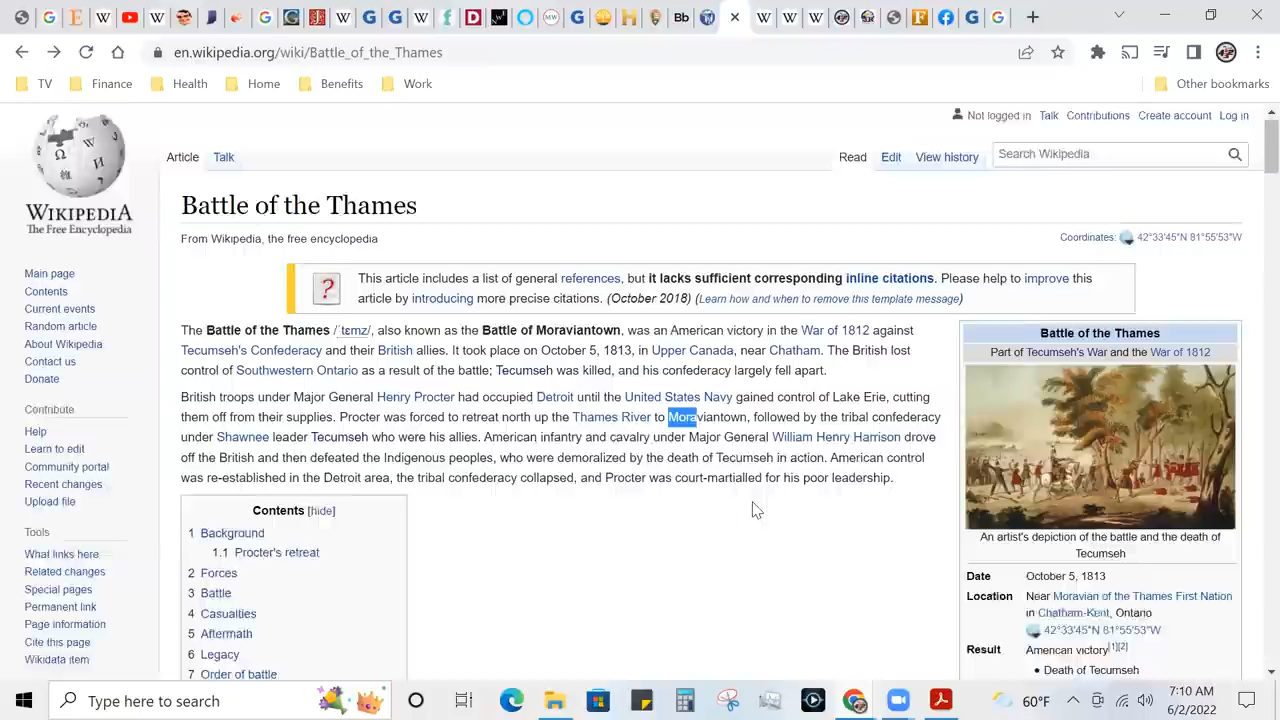 en.wikipedia.org/wiki/Battle_of_the_Thames
TV Finance Health Home Benefits Work Other bookmarks
Not logged in Talk Contributions Create account Log in
WIKIPEDIA
The Free Encyclopedia
Article Talk Read Edit View history Search Wikipedia
Battle of the Thames
From Wikipedia, the free encyclopedia
Coordinates: 42°33′45″N 81°55′53″W
Main page
Contents
Current events
Random article
About Wikipedia
Contact us
Donate
Contribute
Help
Learn to edit
Community portal
Recent changes
Upload file
Tools
What links here
Related changes
Special pages
Permanent link
Page information
Cite this page
Wikidata item
This article includes a list of general references, but it lacks sufficient corresponding inline citations. Please help to improve this
article by introducing more precise citations. (October 2018) (Learn how and when to remove this template message)
The Battle of the Thames /ˈtɛmz/, also known as the Battle of Moraviantown, was an American victory in the War of 1812 against
Tecumseh's Confederacy and their British allies. It took place on October 5, 1813, in Upper Canada, near Chatham. The British lost
control of Southwestern Ontario as a result of the battle; Tecumseh was killed, and his confederacy largely fell apart.
British troops under Major General Henry Procter had occupied Detroit until the United States Navy gained control of Lake Erie, cutting
them off from their supplies. Procter was forced to retreat north up the Thames River to Moraviantown, followed by the tribal confederacy
under Shawnee leader Tecumseh who were his allies. American infantry and cavalry under Major General William Henry Harrison drove
off the British and then defeated the Indigenous peoples, who were demoralized by the death of Tecumseh in action. American control
was re-established in the Detroit area, the tribal confederacy collapsed, and Procter was court-martialled for his poor leadership.
Contents [hide]
1 Background
1.1 Procter's retreat
2 Forces
3 Battle
4 Casualties
5 Aftermath
6 Legacy
7 Order of battle
Battle of the Thames
Part of Tecumseh's War and the War of 1812
An artist's depiction of the battle and the death of
Tecumseh
Date October 5, 1813
Location Near Moravian of the Thames First Nation
in Chatham-Kent, Ontario
42°33′45″N 81°55′53″W
Result American victory[1][2]
• Death of Tecumseh
Type here to search
60°F
7:10 AM
6/2/2022